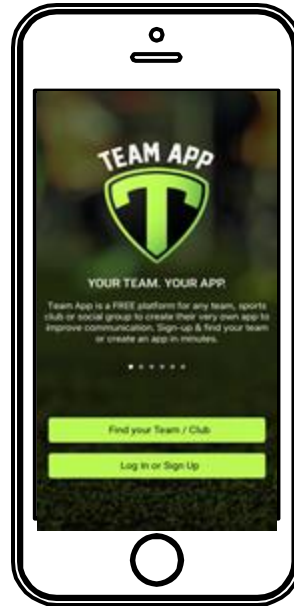 TEAM APP
T
YOUR TEAM. YOUR APP.
Team App is a FREE platform for any team, sports
club or social group to create their very own app to
improve communication. Sign-up & find your team
or create an app in minutes.
Find your Team / Club
Log In or Sign Up